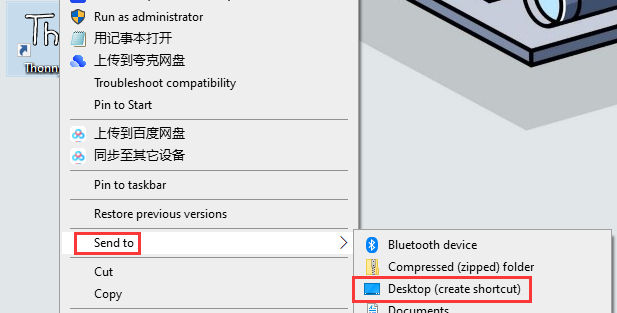 Th
Thonn
Run as administrator
用记事本打开
上传到夸克网盘
Troubleshoot compatibility
Pin to Start
上传到百度网盘
同步至其它设备
Pin to taskbar
Restore previous versions
Send to
Cut
Copy
Bluetooth device
Compressed (zipped) folder
Desktop (create shortcut)
Documents